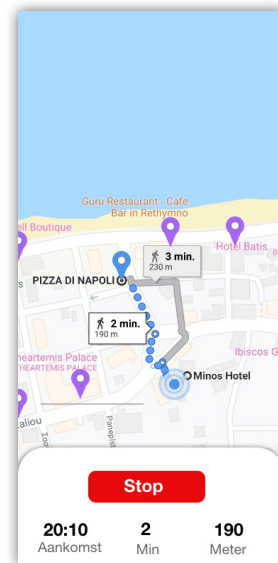 Guru Restaurant - Cafe
Bar in Rethymno
ell Boutique
Hotel Batis
3 min.
230 m
PIZZA DI NAPOLI
2 min.
190 m
heartemis Palace
THEARTEMIS PALACE
Minos Hotel
Ibiscos G
Panepist
Stop
20:10
2
190
Aankomst
Min
Meter